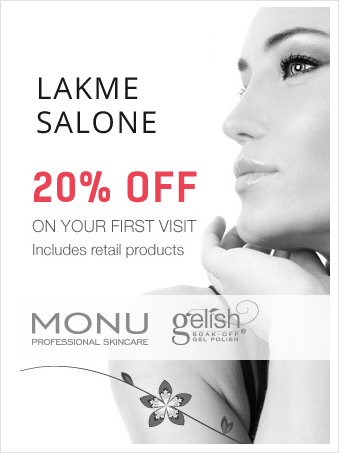 LAKME
SALONE
20% OFF
ON YOUR FIRST VISIT
Includes retail products
MONU
PROFESSIONAL SKINCARE
gelish®
SOAK-OFF
GEL POLISH